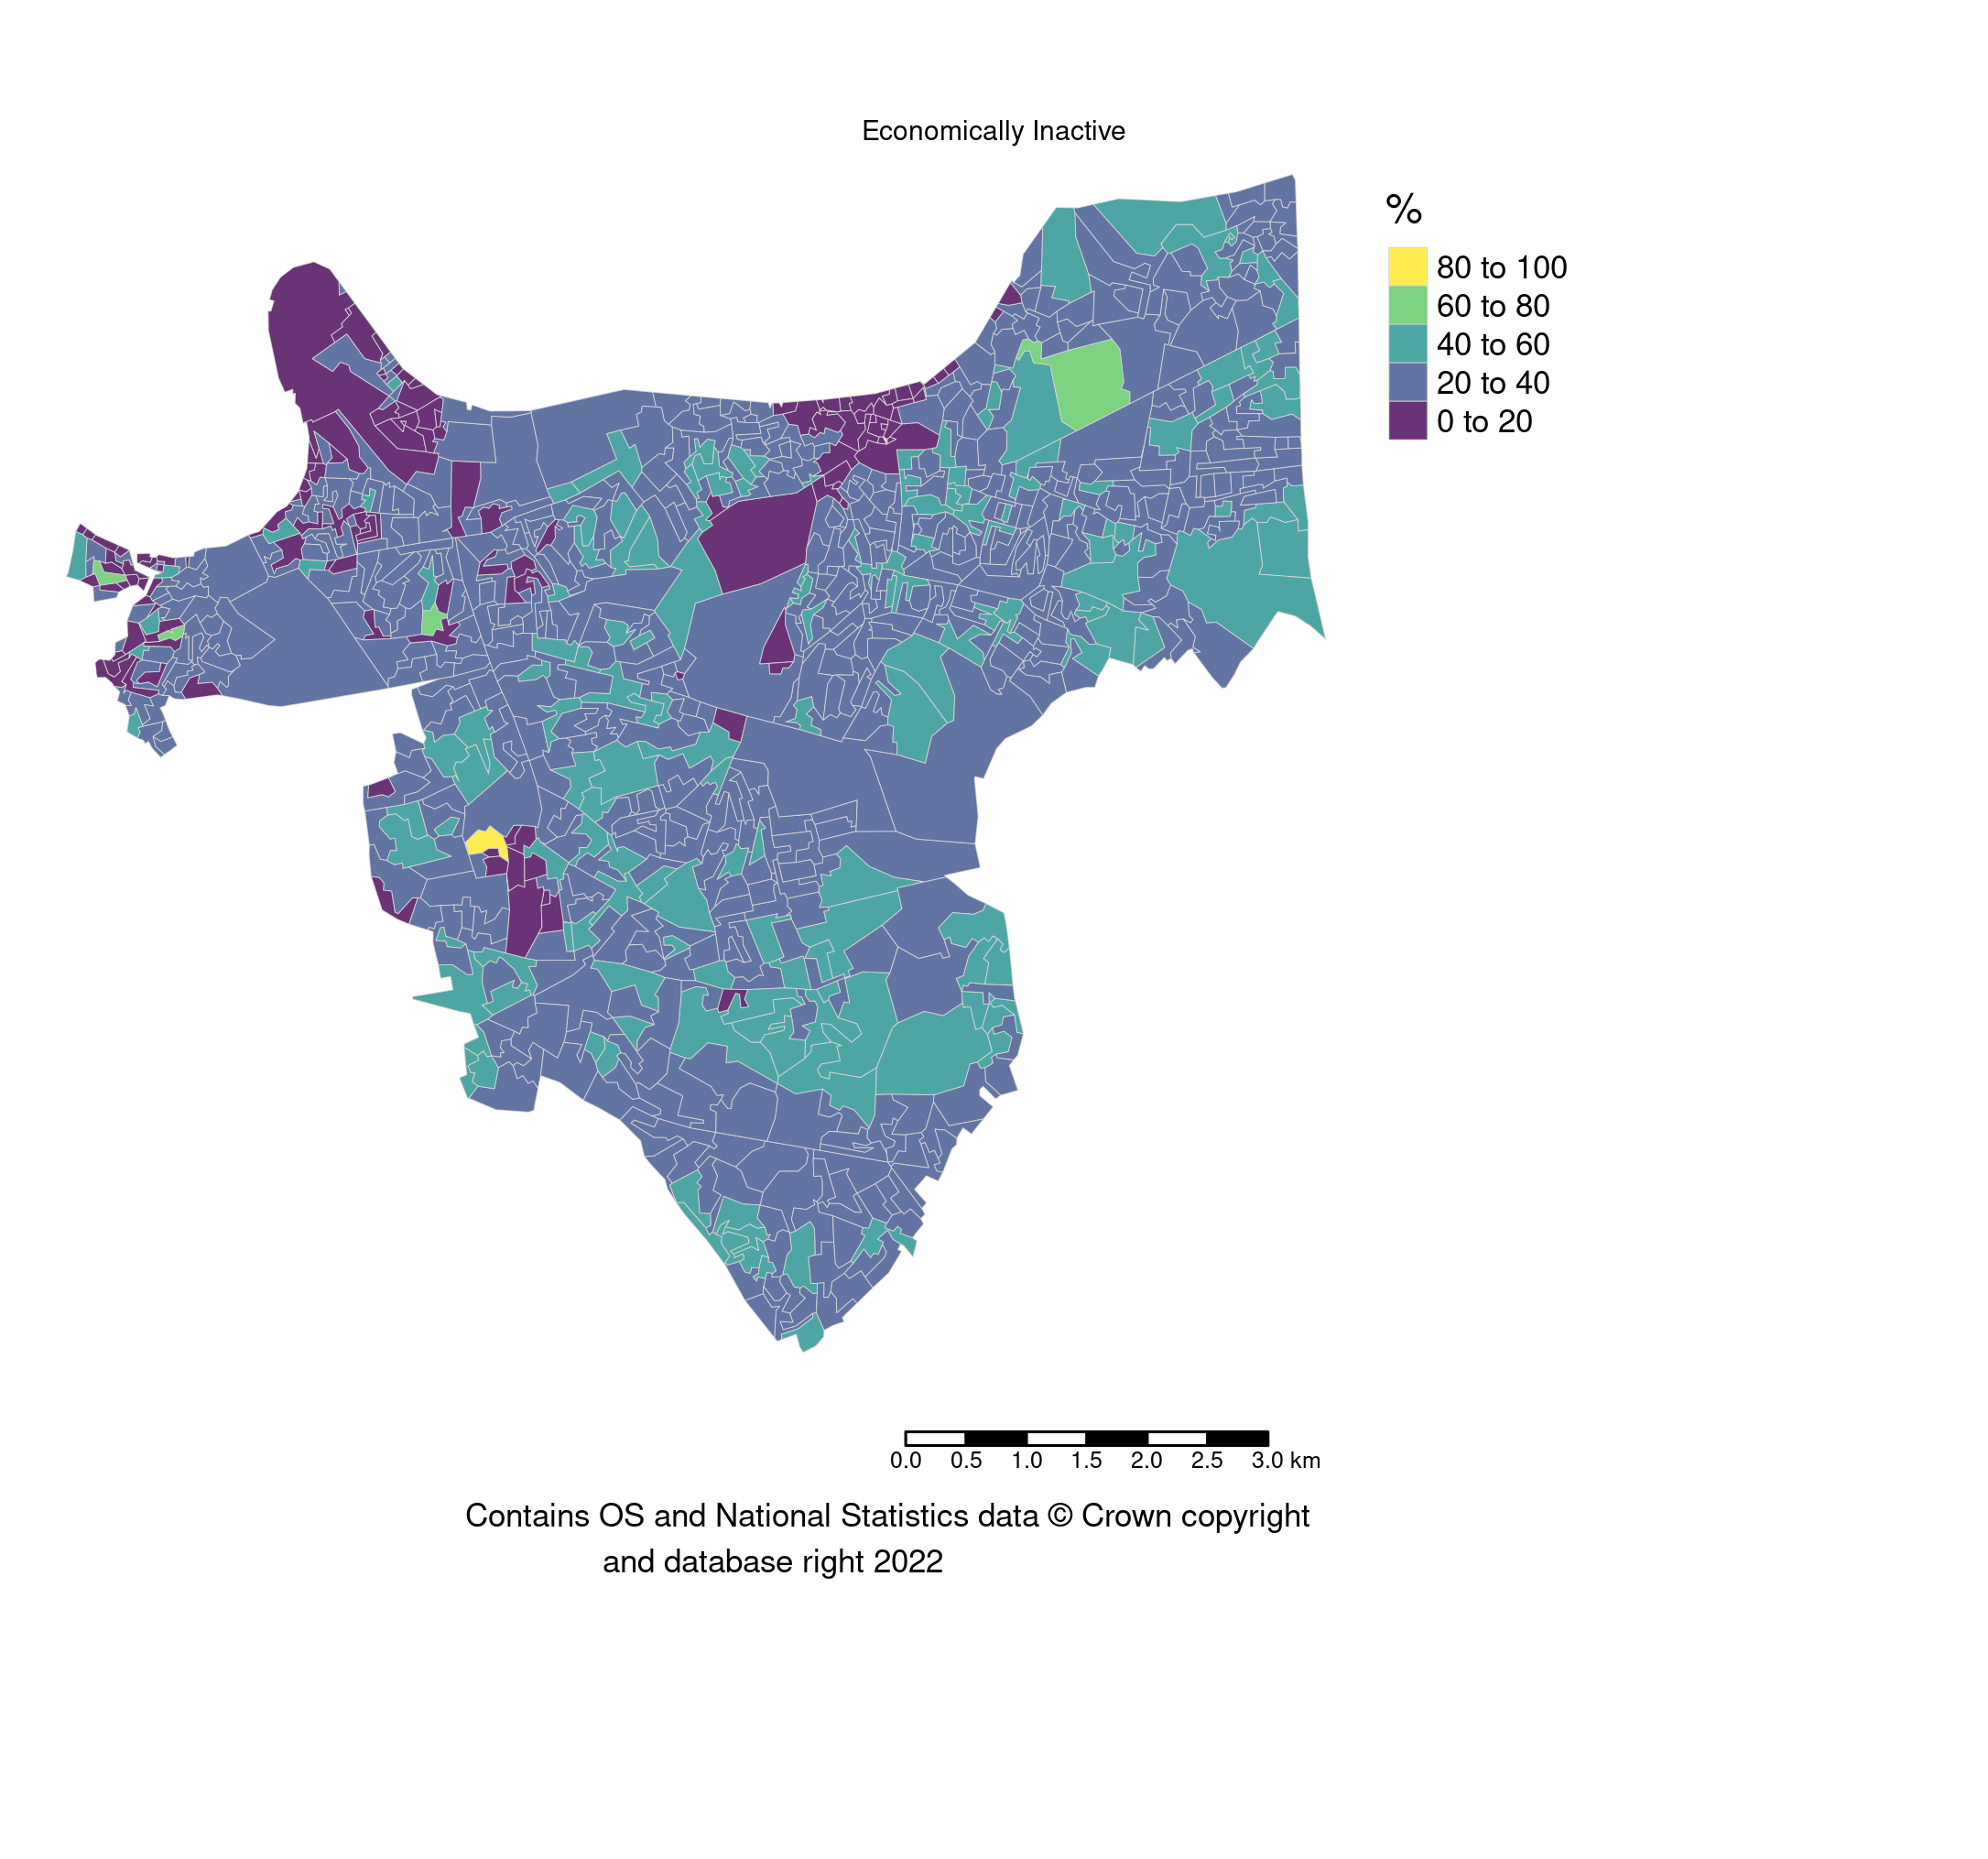 Economically Inactive
%
80 to 100
60 to 80
40 to 60
20 to 40
0 to 20
0.0 0.5 1.0 1.5 2.0 2.5 3.0 km
Contains OS and National Statistics data © Crown copyright
and database right 2022